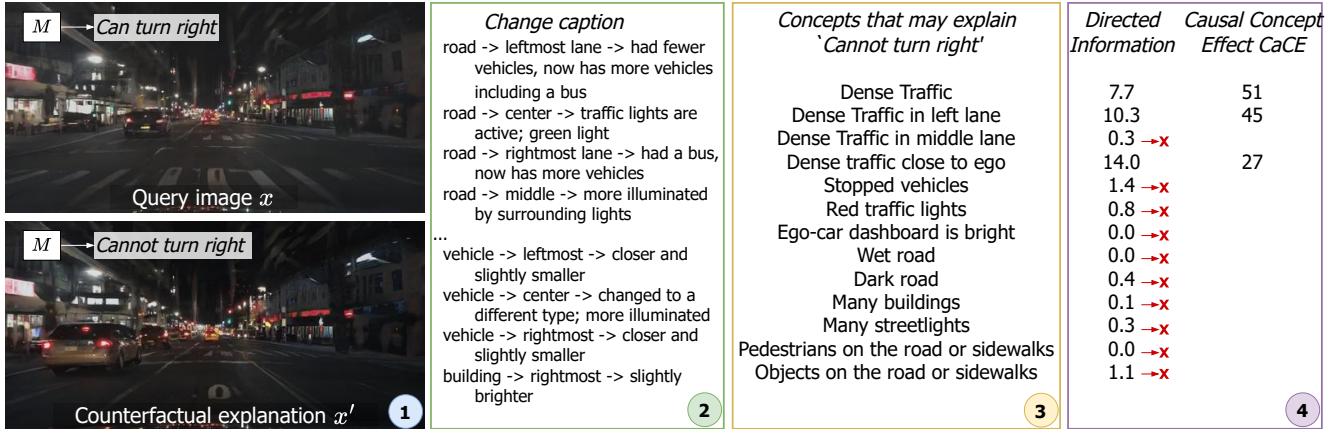 M → Can turn right
Query image x
M → Cannot turn right
Counterfactual explanation x′
1
Change caption
road -> leftmost lane -> had fewer
vehicles, now has more vehicles
including a bus
road -> center -> traffic lights are
active; green light
road -> rightmost lane -> had a bus,
now has more vehicles
road -> middle -> more illuminated
by surrounding lights
...
vehicle -> leftmost -> closer and
slightly smaller
vehicle -> center -> changed to a
different type; more illuminated
vehicle -> rightmost -> closer and
slightly smaller
building -> rightmost -> slightly
brighter
2
Concepts that may explain
`Cannot turn right'
Dense Traffic
Dense Traffic in left lane
Dense Traffic in middle lane
Dense traffic close to ego
Stopped vehicles
Red traffic lights
Ego-car dashboard is bright
Wet road
Dark road
Many buildings
Many streetlights
Pedestrians on the road or sidewalks
Objects on the road or sidewalks
3
Directed Causal Concept
Information Effect CaCE
7.7 51
10.3 45
0.3 →x
14.0 27
1.4 →x
0.8 →x
0.0 →x
0.0 →x
0.4 →x
0.1 →x
0.3 →x
0.0 →x
1.1 →x
4